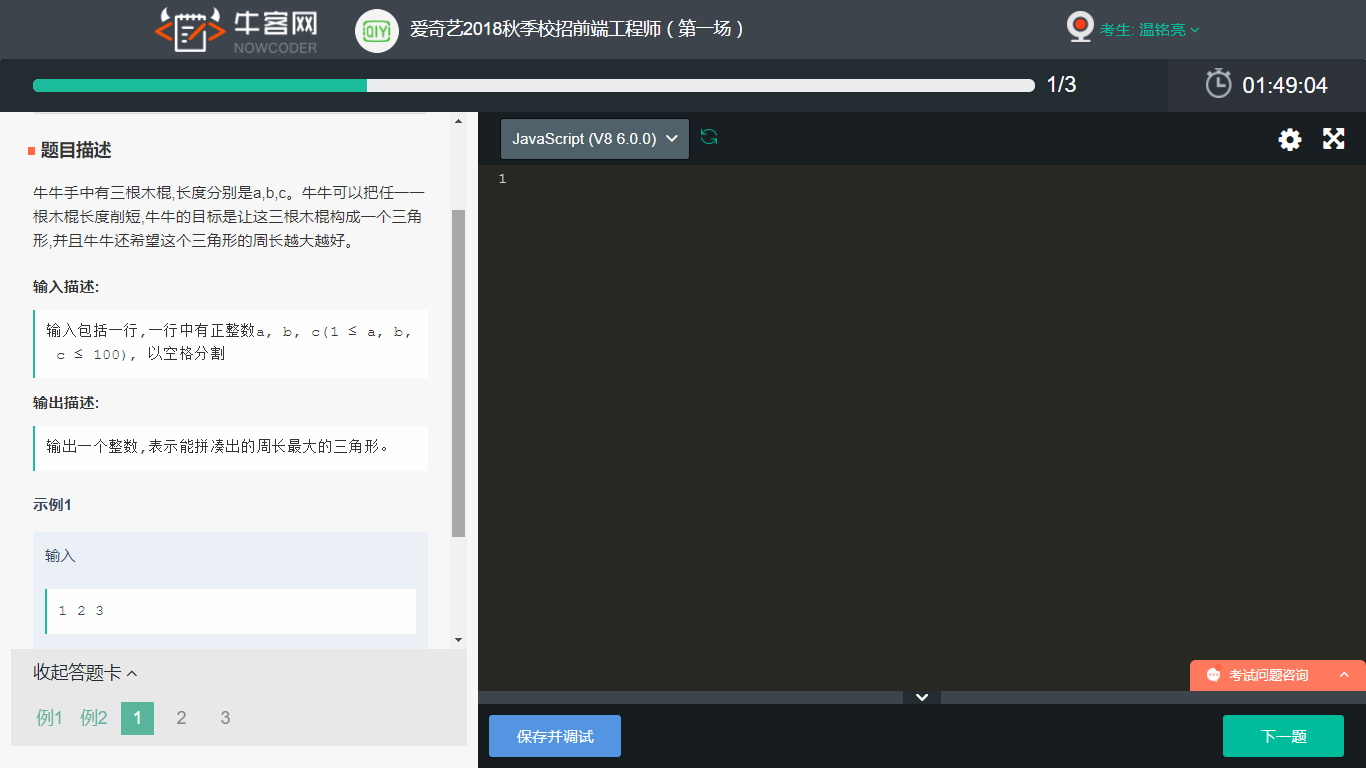 牛客网
NOWCODER
QIYI
爱奇艺2018秋季校招前端工程师（第一场）
考生: 温铭亮
1/3
01:49:04
题目描述
牛牛手中有三根木棍,长度分别是a,b,c。牛牛可以把任一一
根木棍长度削短,牛牛的目标是让这三根木棍构成一个三角
形,并且牛牛还希望这个三角形的周长越大越好。
输入描述:
输入包括一行,一行中有正整数a, b, c(1 ≤ a, b,
c ≤ 100), 以空格分割
输出描述:
输出一个整数,表示能拼凑出的周长最大的三角形。
示例1
输入
1 2 3
收起答题卡
例1 例2 1 2 3
JavaScript (V8 6.0.0)
1
考试问题咨询
保存并调试
下一题